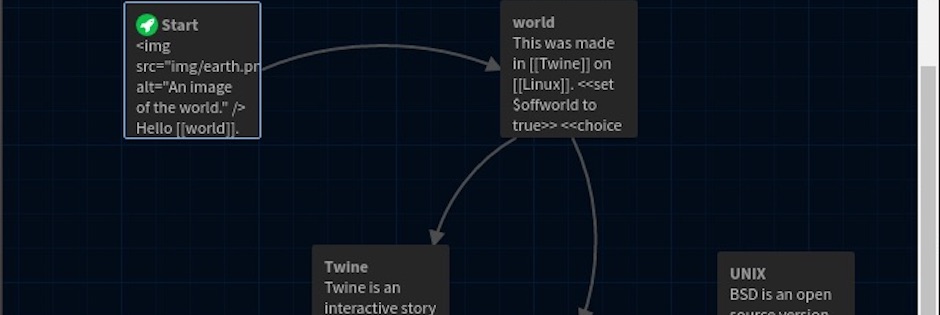 Start
<img
src="img/earth.pn
alt="An image
of the world." />
Hello [[world]].
world
This was made
in [[Twine]] on
[[Linux]]. <<set
$offworld to
true>> <<choice
Twine
Twine is an
interactive story
UNIX
BSD is an open
source version